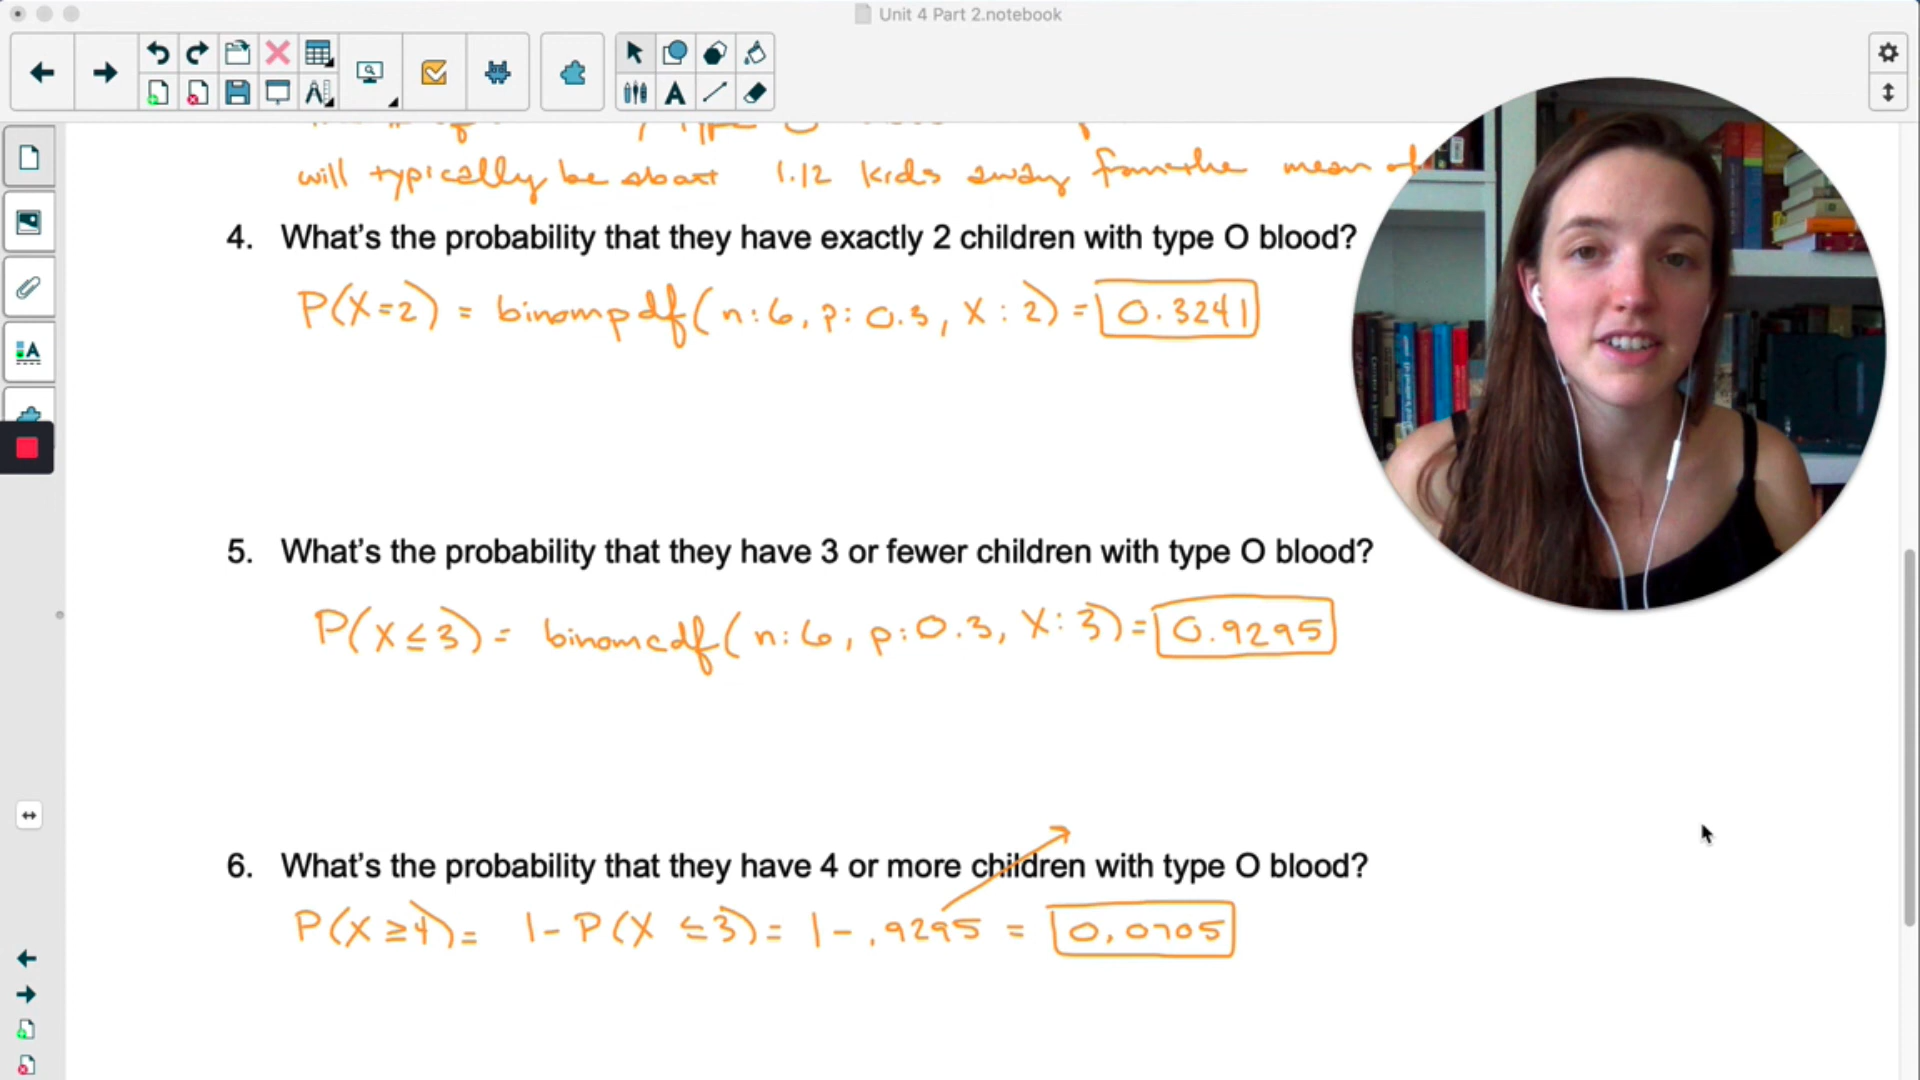 Unit 4 Part 2.notebook
will typically be about 1.12 kids away from the mean of
4. What's the probability that they have exactly 2 children with type O blood?
P(X=2) = binompdf(n:6, p: 0.3, X: 2) = 0.3241
5. What's the probability that they have 3 or fewer children with type O blood?
P(X≤3) = binomcdf(n:6, p:0.3, X:3) = 0.9295
6. What's the probability that they have 4 or more children with type O blood?
P(X≥4) = 1-P(X≤3) = 1-.9295 = 0.0705